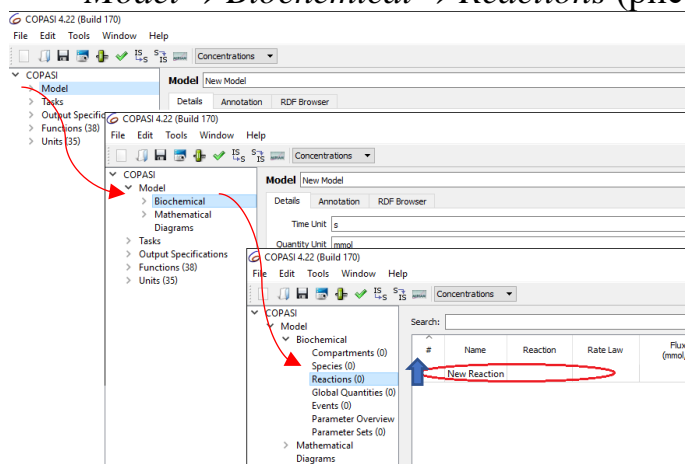 Model → Biochemical → Reactions
COPASI 4.22 (Build 170)
File Edit Tools Window Help
Concentrations
COPASI
Model
Tasks
Output Specific
Functions (38)
Units (35)
Model New Model
Details Annotation RDF Browser
COPASI 4.22 (Build 170)
File Edit Tools Window Help
Concentrations
COPASI
Model
Biochemical
Mathematical
Diagrams
Tasks
Output Specifications
Functions (38)
Units (35)
Model New Model
Details Annotation RDF Browser
Time Unit s
Quantity Unit mmol
COPASI 4.22 (Build 170)
File Edit Tools Window Help
Concentrations
COPASI
Model
Biochemical
Compartments (0)
Species (0)
Reactions (0)
Global Quantities (0)
Events (0)
Parameter Overview
Parameter Sets (0)
Mathematical
Diagrams
Search:
# Name Reaction Rate Law Flux
(mmol/
New Reaction